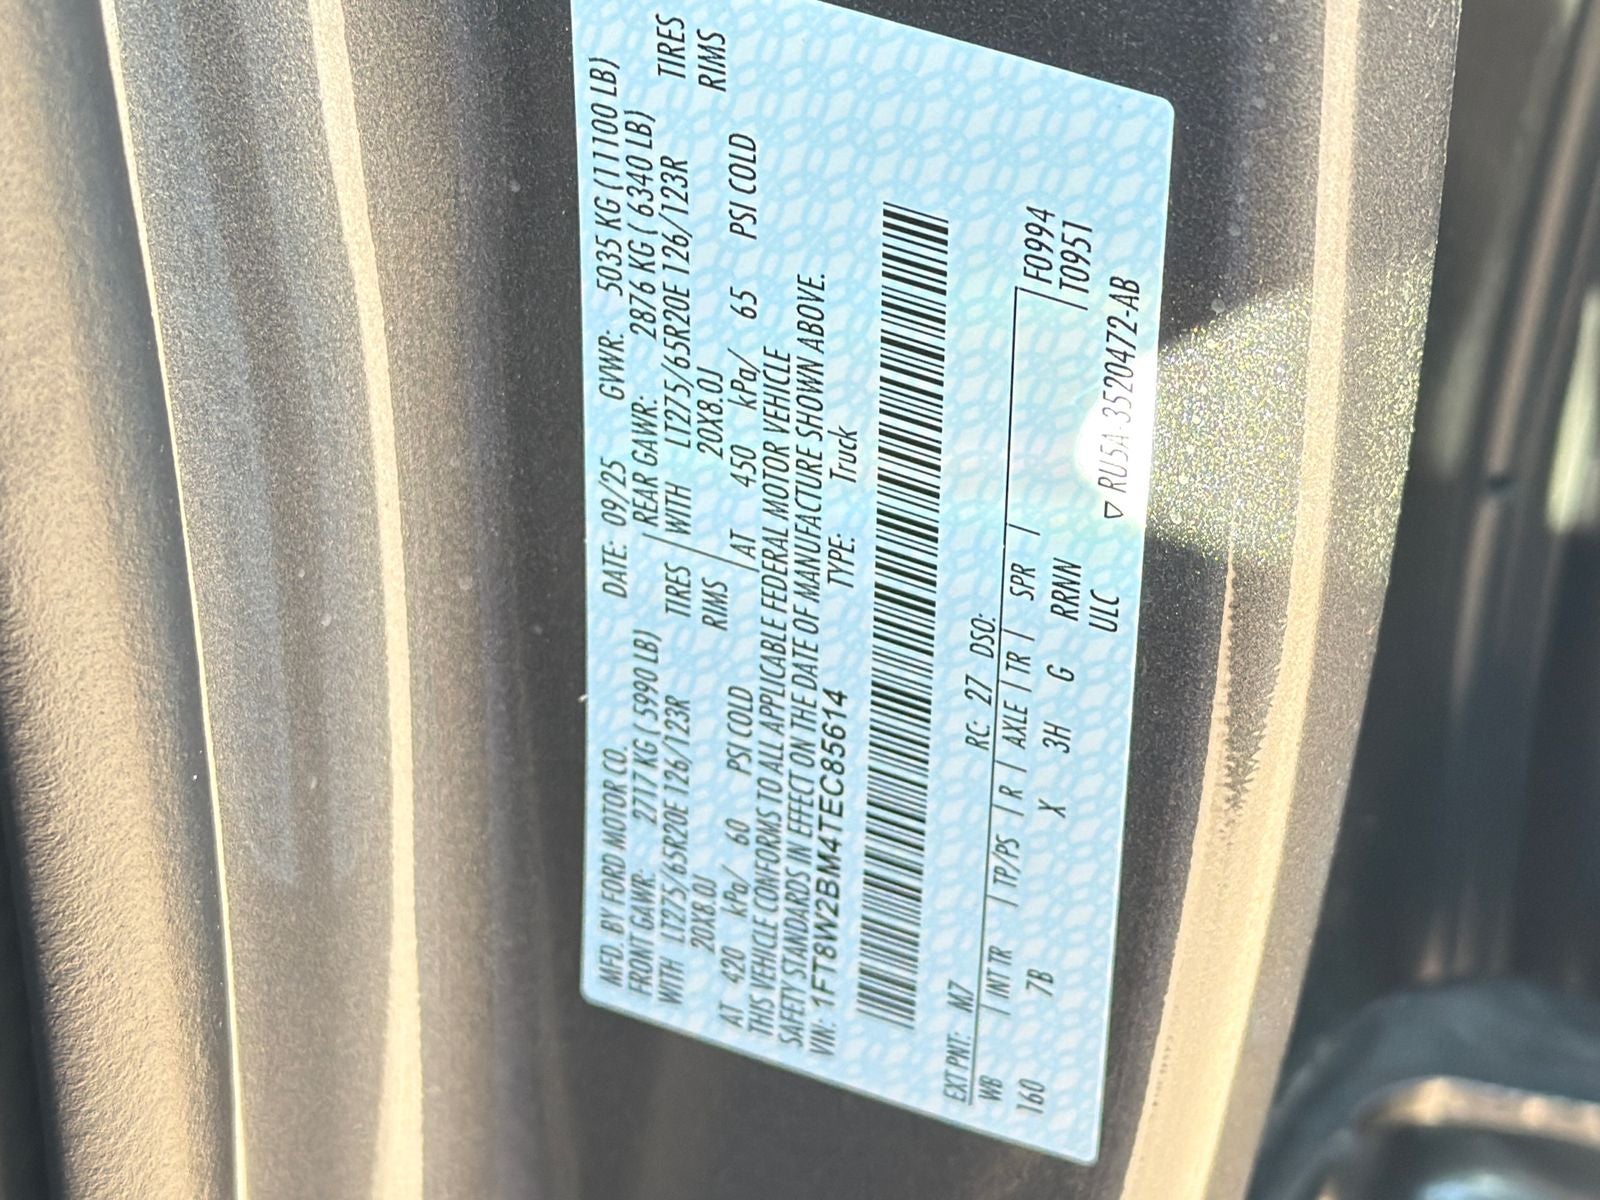 MFD. BY FORD MOTOR CO. DATE: 09/25 GVWR: 5035 KG (11100 LB)
FRONT GAWR: 2717 KG ( 5990 LB) REAR GAWR: 2876 KG ( 6340 LB)
WITH LT275/65R20E 126/123R TIRES WITH LT275/65R20E 126/123R TIRES
20X8.0J RIMS 20X8.0J RIMS
AT 420 kPa/ 60 PSI COLD AT 450 kPa/ 65 PSI COLD
THIS VEHICLE CONFORMS TO ALL APPLICABLE FEDERAL MOTOR VEHICLE
SAFETY STANDARDS IN EFFECT ON THE DATE OF MANUFACTURE SHOWN ABOVE.
VIN: 1FT8W2BM4TEC85614 TYPE: Truck
EXT PNT: M7 RC: 27 DSO:
WB INT TR TP/PS R AXLE TR SPR F0994
160 7B X 3H G RRNN T0951
ULC ▽ RU5A-3520472-AB